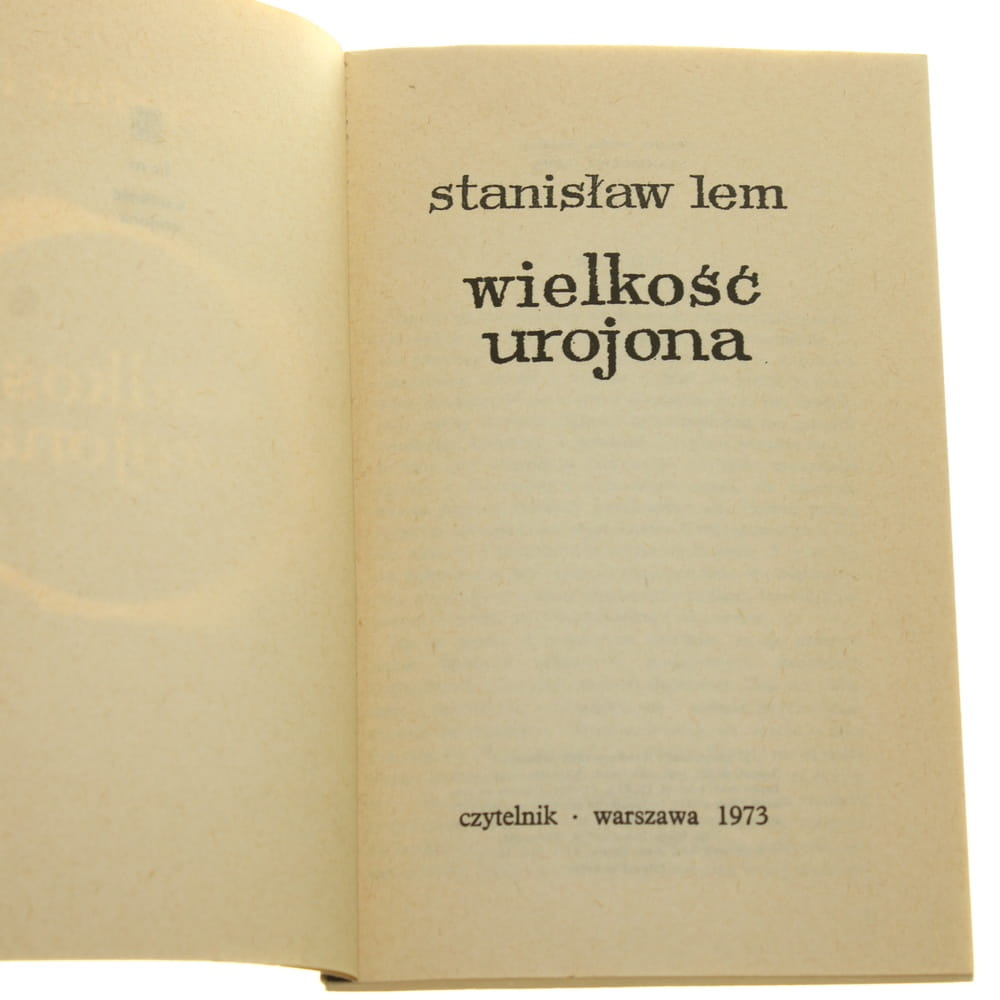 stanisław lem
wielkość
urojona
czytelnik · warszawa 1973